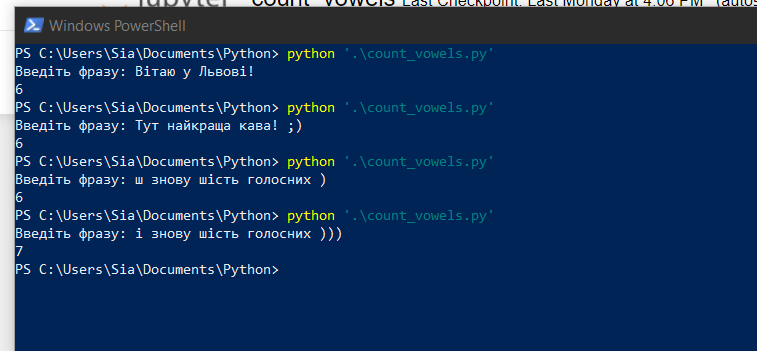 count_vowels Last Checkpoint: Last Monday at 4:06 PM (autos
Windows PowerShell
PS C:\Users\Sia\Documents\Python> python '.\count_vowels.py'
Введіть фразу: Вітаю у Львові!
6
PS C:\Users\Sia\Documents\Python> python '.\count_vowels.py'
Введіть фразу: Тут найкраща кава! ;)
6
PS C:\Users\Sia\Documents\Python> python '.\count_vowels.py'
Введіть фразу: ш знову шість голосних )
6
PS C:\Users\Sia\Documents\Python> python '.\count_vowels.py'
Введіть фразу: і знову шість голосних )))
7
PS C:\Users\Sia\Documents\Python>